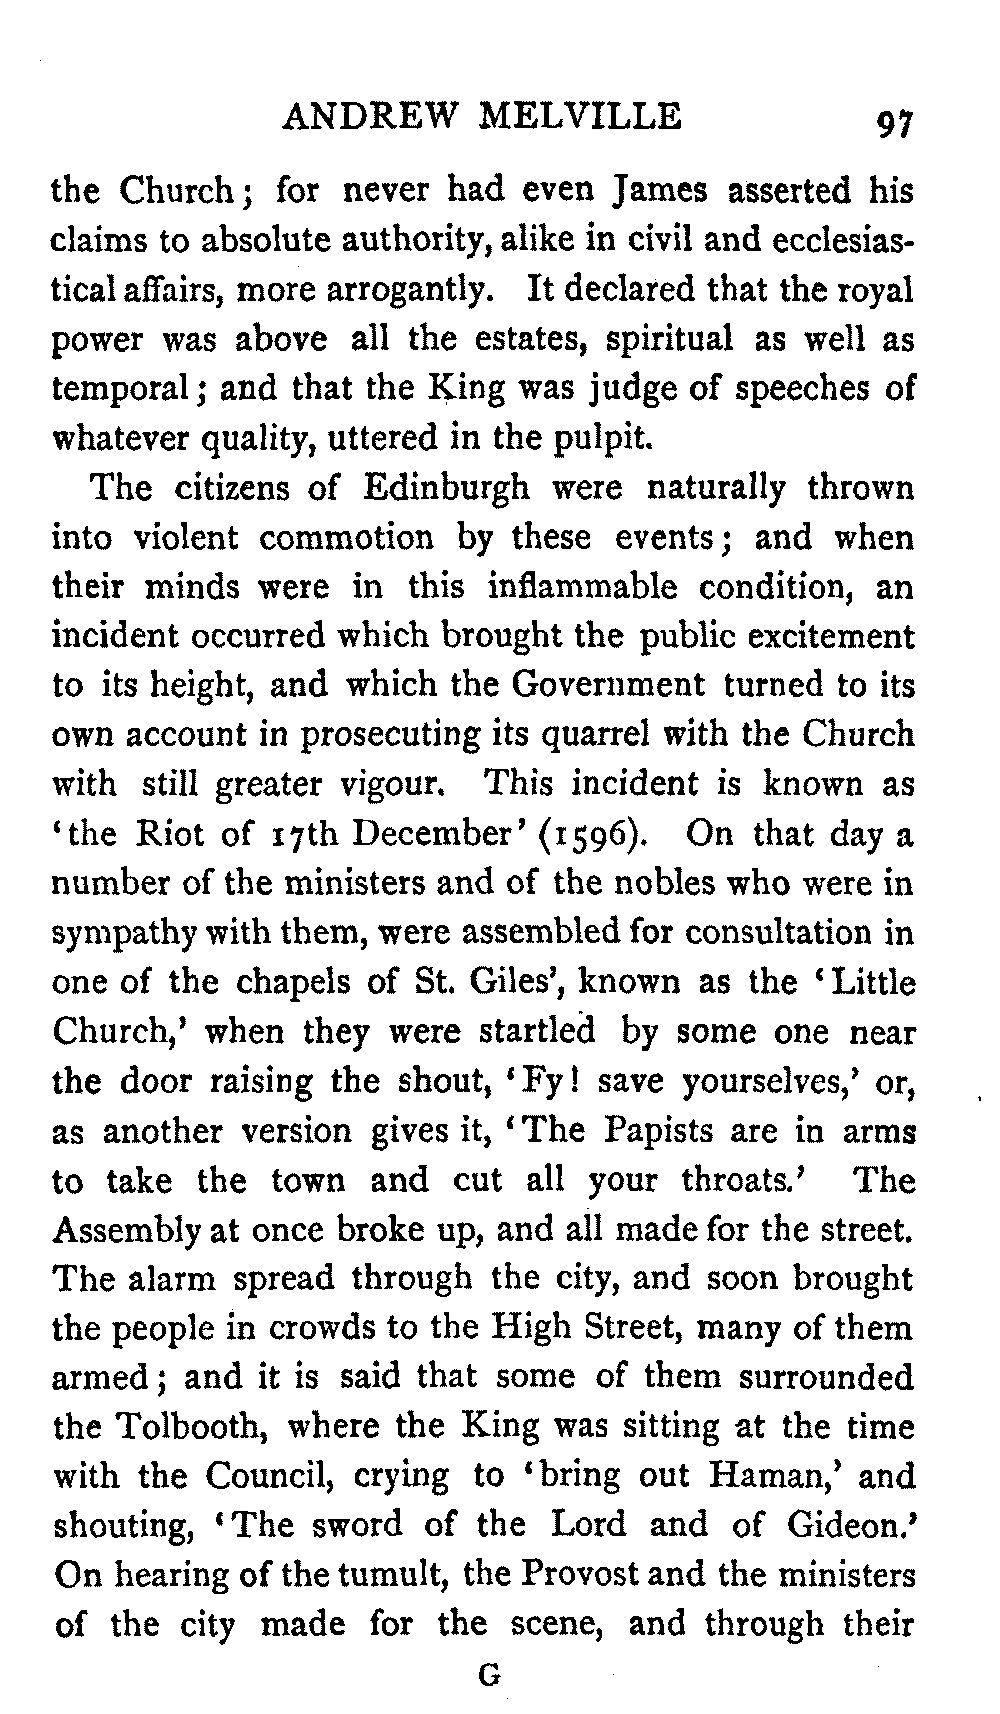 ANDREW MELVILLE 97
the Church; for never had even James asserted his
claims to absolute authority, alike in civil and ecclesias-
tical affairs, more arrogantly. It declared that the royal
power was above all the estates, spiritual as well as
temporal; and that the King was judge of speeches of
whatever quality, uttered in the pulpit.
The citizens of Edinburgh were naturally thrown
into violent commotion by these events; and when
their minds were in this inflammable condition, an
incident occurred which brought the public excitement
to its height, and which the Government turned to its
own account in prosecuting its quarrel with the Church
with still greater vigour. This incident is known as
‘the Riot of 17th December’ (1596). On that day a
number of the ministers and of the nobles who were in
sympathy with them, were assembled for consultation in
one of the chapels of St. Giles’, known as the ‘Little
Church,’ when they were startled by some one near
the door raising the shout, ‘Fy! save yourselves,’ or,
as another version gives it, ‘The Papists are in arms
to take the town and cut all your throats.’ The
Assembly at once broke up, and all made for the street.
The alarm spread through the city, and soon brought
the people in crowds to the High Street, many of them
armed; and it is said that some of them surrounded
the Tolbooth, where the King was sitting at the time
with the Council, crying to ‘bring out Haman,’ and
shouting, ‘The sword of the Lord and of Gideon.’
On hearing of the tumult, the Provost and the ministers
of the city made for the scene, and through their
G